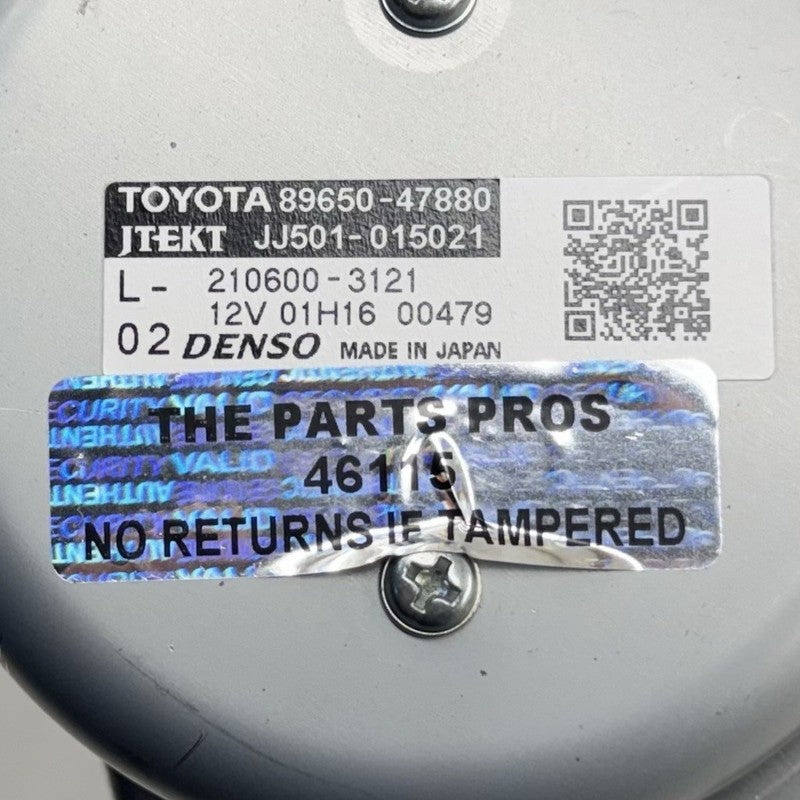 TOYOTA 89650-47880
JTEKT JJ501-015021
L- 210600-3121
12V 01H16 00479
02 DENSO MADE IN JAPAN
THE PARTS PROS
46115
NO RETURNS IF TAMPERED